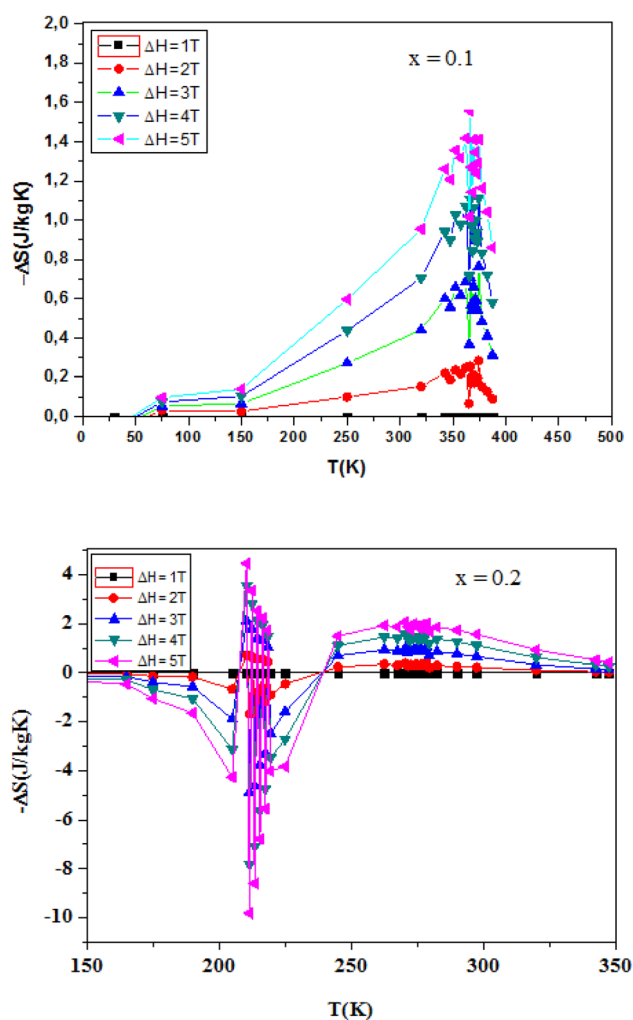 2,0
1,8
1,6
1,4
1,2
1,0
0,8
0,6
0,4
0,2
0,0
−ΔS(J/kgK)
ΔH=1T
ΔH=2T
ΔH=3T
ΔH=4T
ΔH=5T
x = 0.1
0 50 100 150 200 250 300 350 400 450 500
T(K)
4
2
0
-2
-4
-6
-8
-10
-ΔS(J/kgK)
ΔH=1T
ΔH=2T
ΔH=3T
ΔH=4T
ΔH=5T
x = 0.2
150 200 250 300 350
T(K)